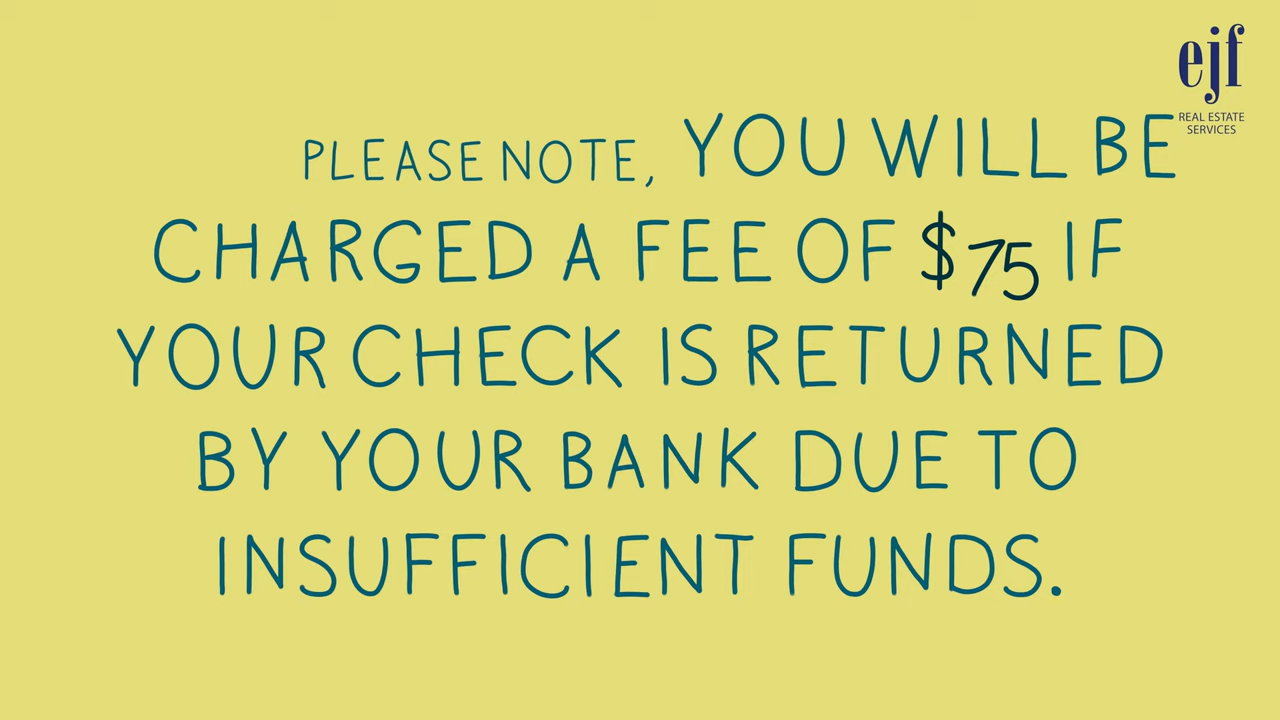 ejf
REAL ESTATE
SERVICES
PLEASE NOTE, YOU WILL BE
CHARGED A FEE OF $75 IF
YOUR CHECK IS RETURNED
BY YOUR BANK DUE TO
INSUFFICIENT FUNDS.